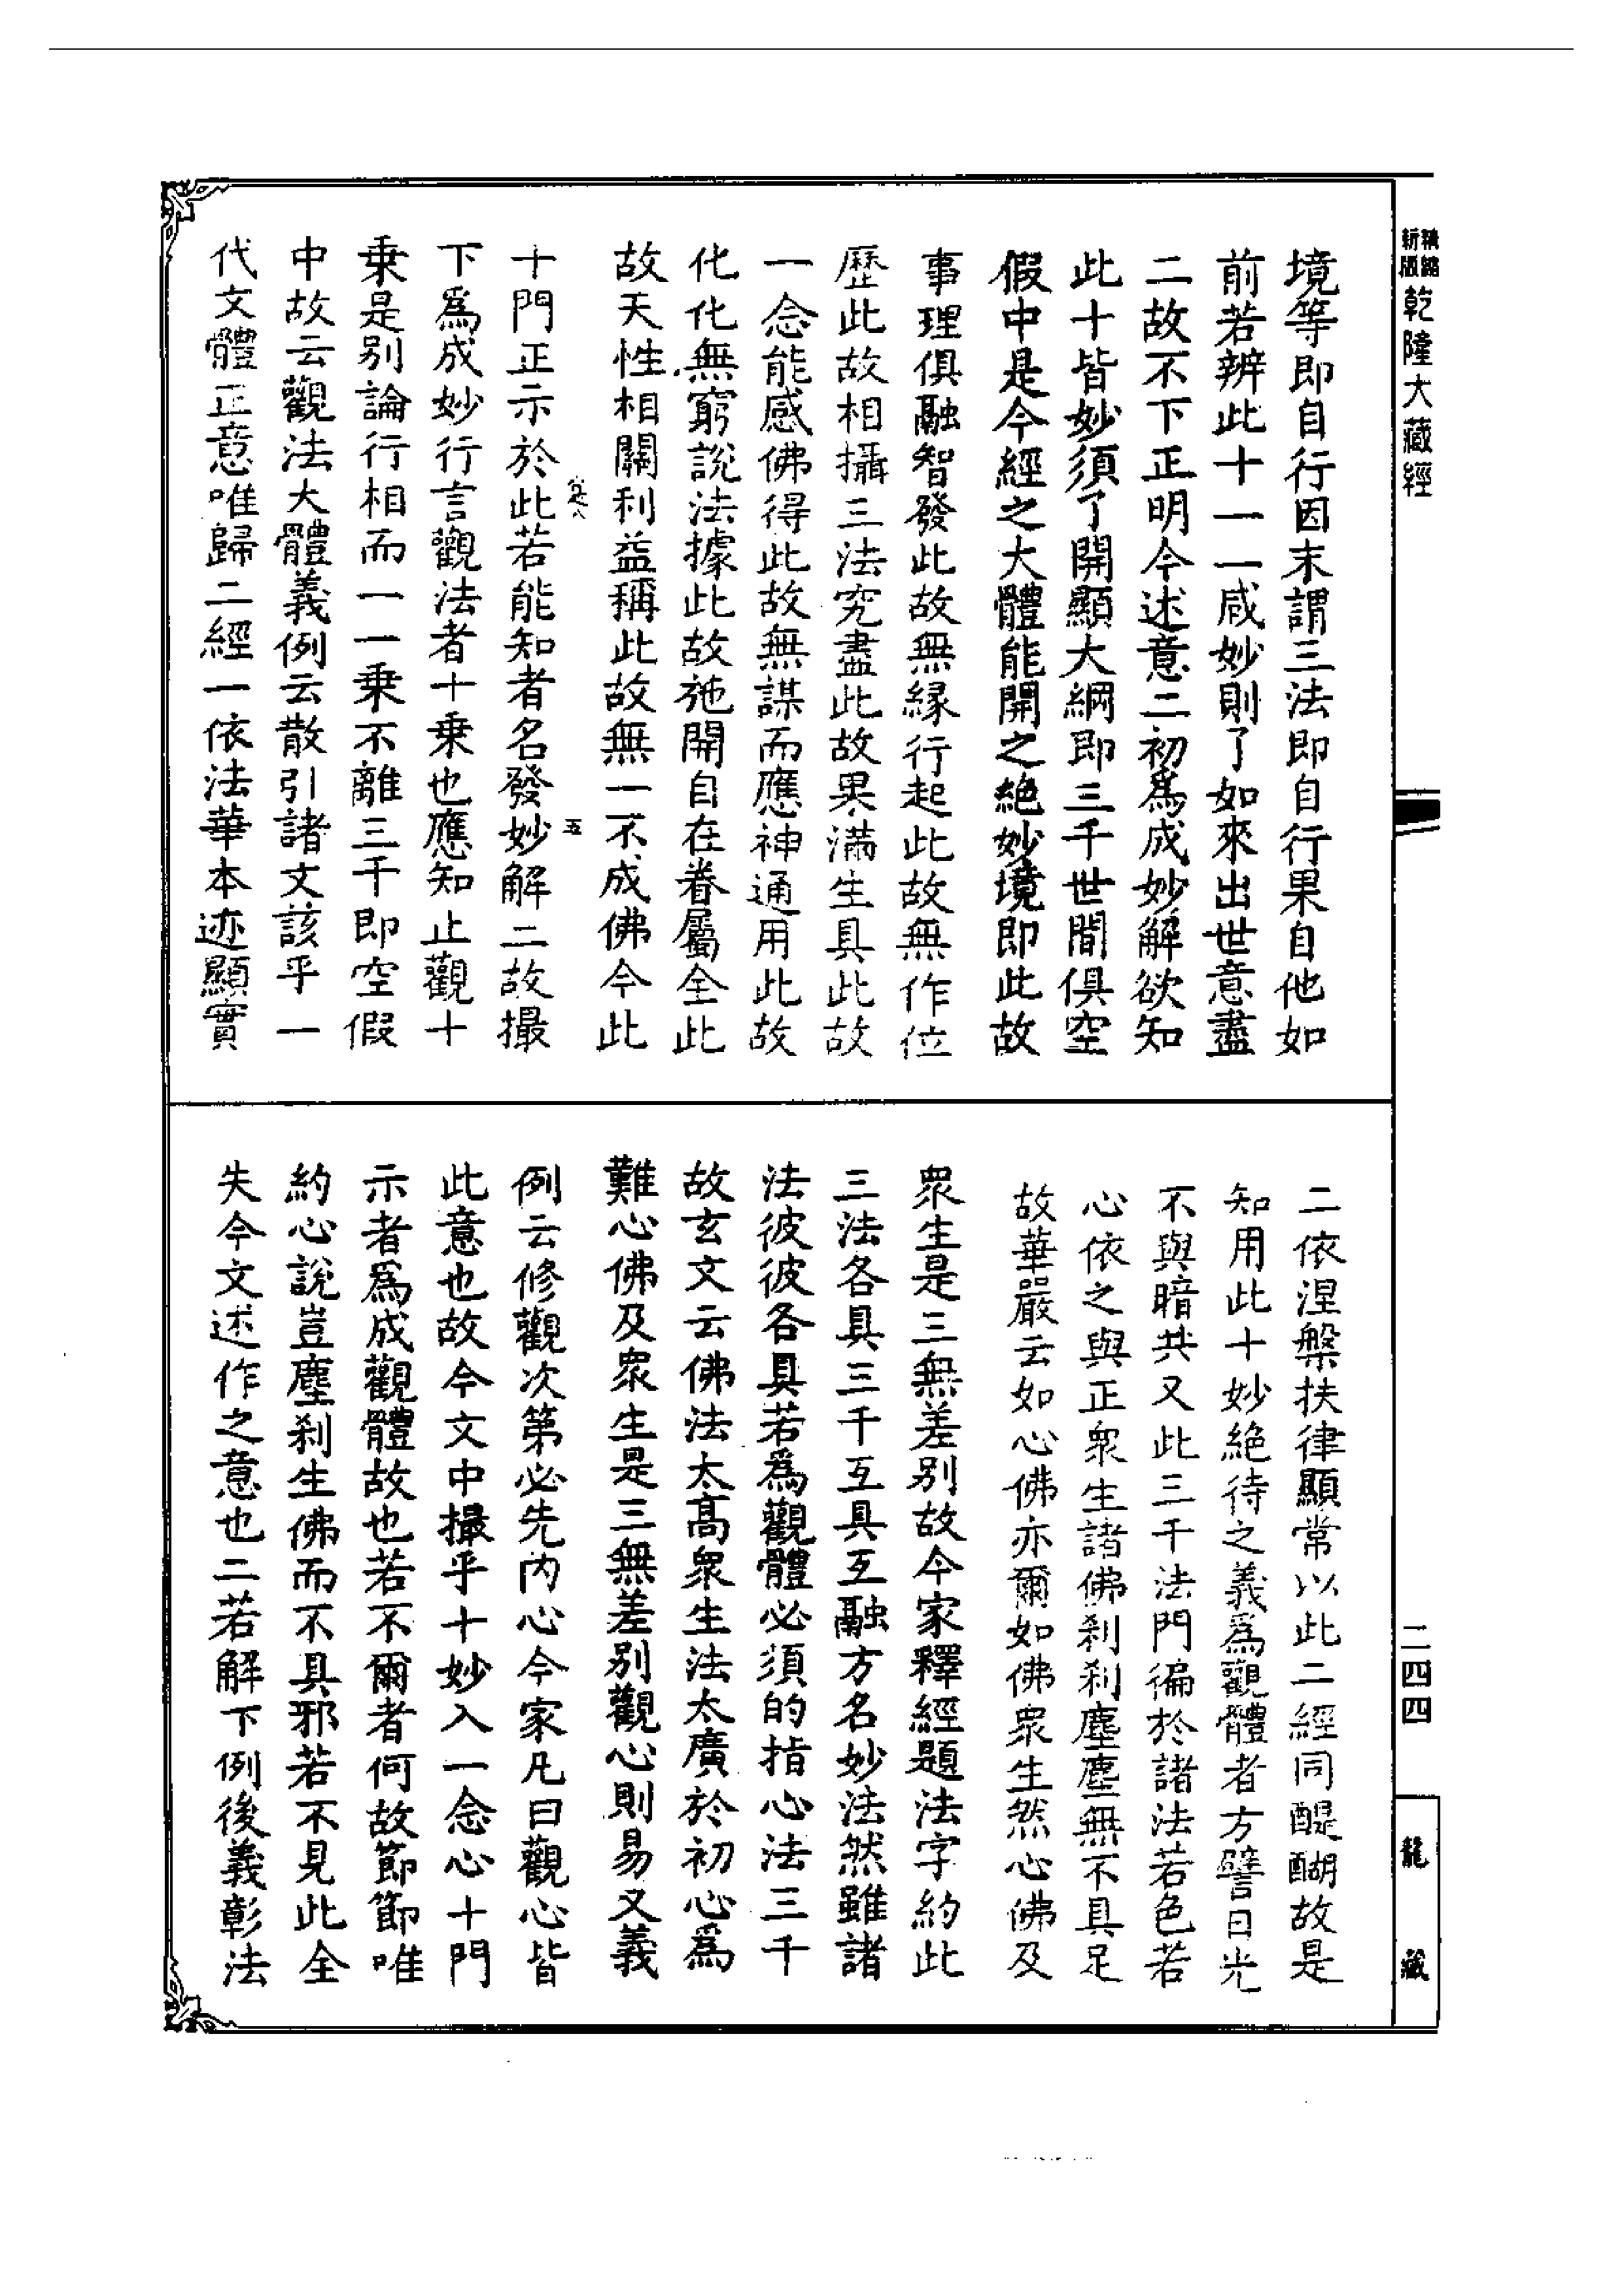 境等即自行因末謂三法即自行果自他如
前若辨此十一一咸妙則了如來出世意盡
二故不下正明今述意二初為成妙解欲知
此十皆妙須了開顯大綱即三千世間俱空
假中是今經之大體能開之絶妙境即此故
事理俱融智發此故無縁行起此故無作位
歷此故相攝三法究盡此故果滿生具此故
一念能感佛得此故無謀而應神通用此故
化化無窮說法據此故施開自在眷屬全此
故天性相關利益稱此故無一不成佛今此
十門正示於此若能知者名發妙解二故撮
下爲成妙行言觀法者十乗也應知止觀十
乗是别論行相而一一乗不離三千即空假
中故云觀法大體義例云散引諸文該乎一
代文體正意唯歸二經一依法華本迹顯實
二依涅槃扶律顯常以此二經同醍醐故是
知用此十妙絶待之義爲觀體者方譬日光
不與暗共又此三千法門徧於諸法若色若
心依之與正衆生諸佛刹刹塵塵無不具足
故華嚴云如心佛亦爾如佛衆生然心佛及
衆生是三無差别故今家釋經題法字約此
三法各具三千互具互融方名妙法然雖諸
法彼彼各具若爲觀體必須的指心法三千
故玄文云佛法太高衆生法太廣於初心爲
難心佛及衆生是三無差别觀心則易又義
例云修觀次第必先内心今家凡曰觀心皆
此意也故今文中撮乎十妙入一念心十門
示者爲成觀體故也若不爾者何故節節唯
約心說豈塵刹生佛而不具邪若不見此全
失今文述作之意也二若解下例後義彰法
五
新版
精縮
乾隆大藏經
二四四
龍藏